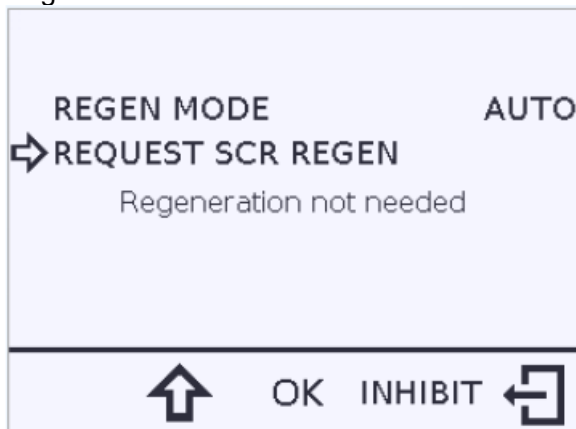 REGEN MODE AUTO
REQUEST SCR REGEN
Regeneration not needed
OK INHIBIT